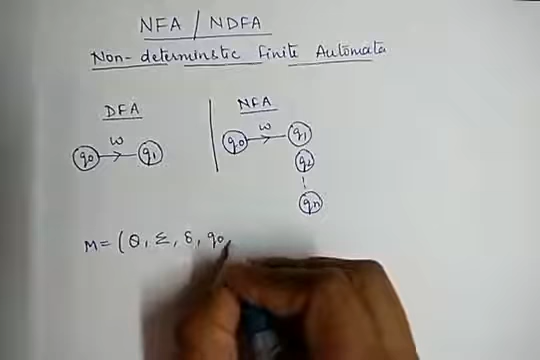 NFA / NDFA
Non-deterministic Finite Automata
DFA
NFA
q0 w q1
q0 w q1
q2
qn
M = (Q, Σ, δ, q0,